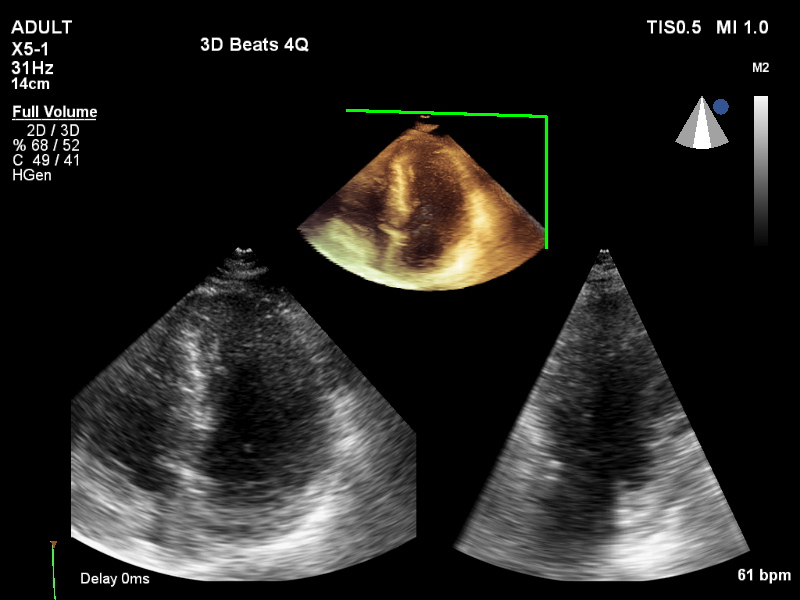 ADULT
X5-1
31Hz
14cm
Full Volume
2D / 3D
% 68 / 52
C 49 / 41
HGen
3D Beats 4Q
TIS0.5 MI 1.0
M2
Delay 0ms
61 bpm